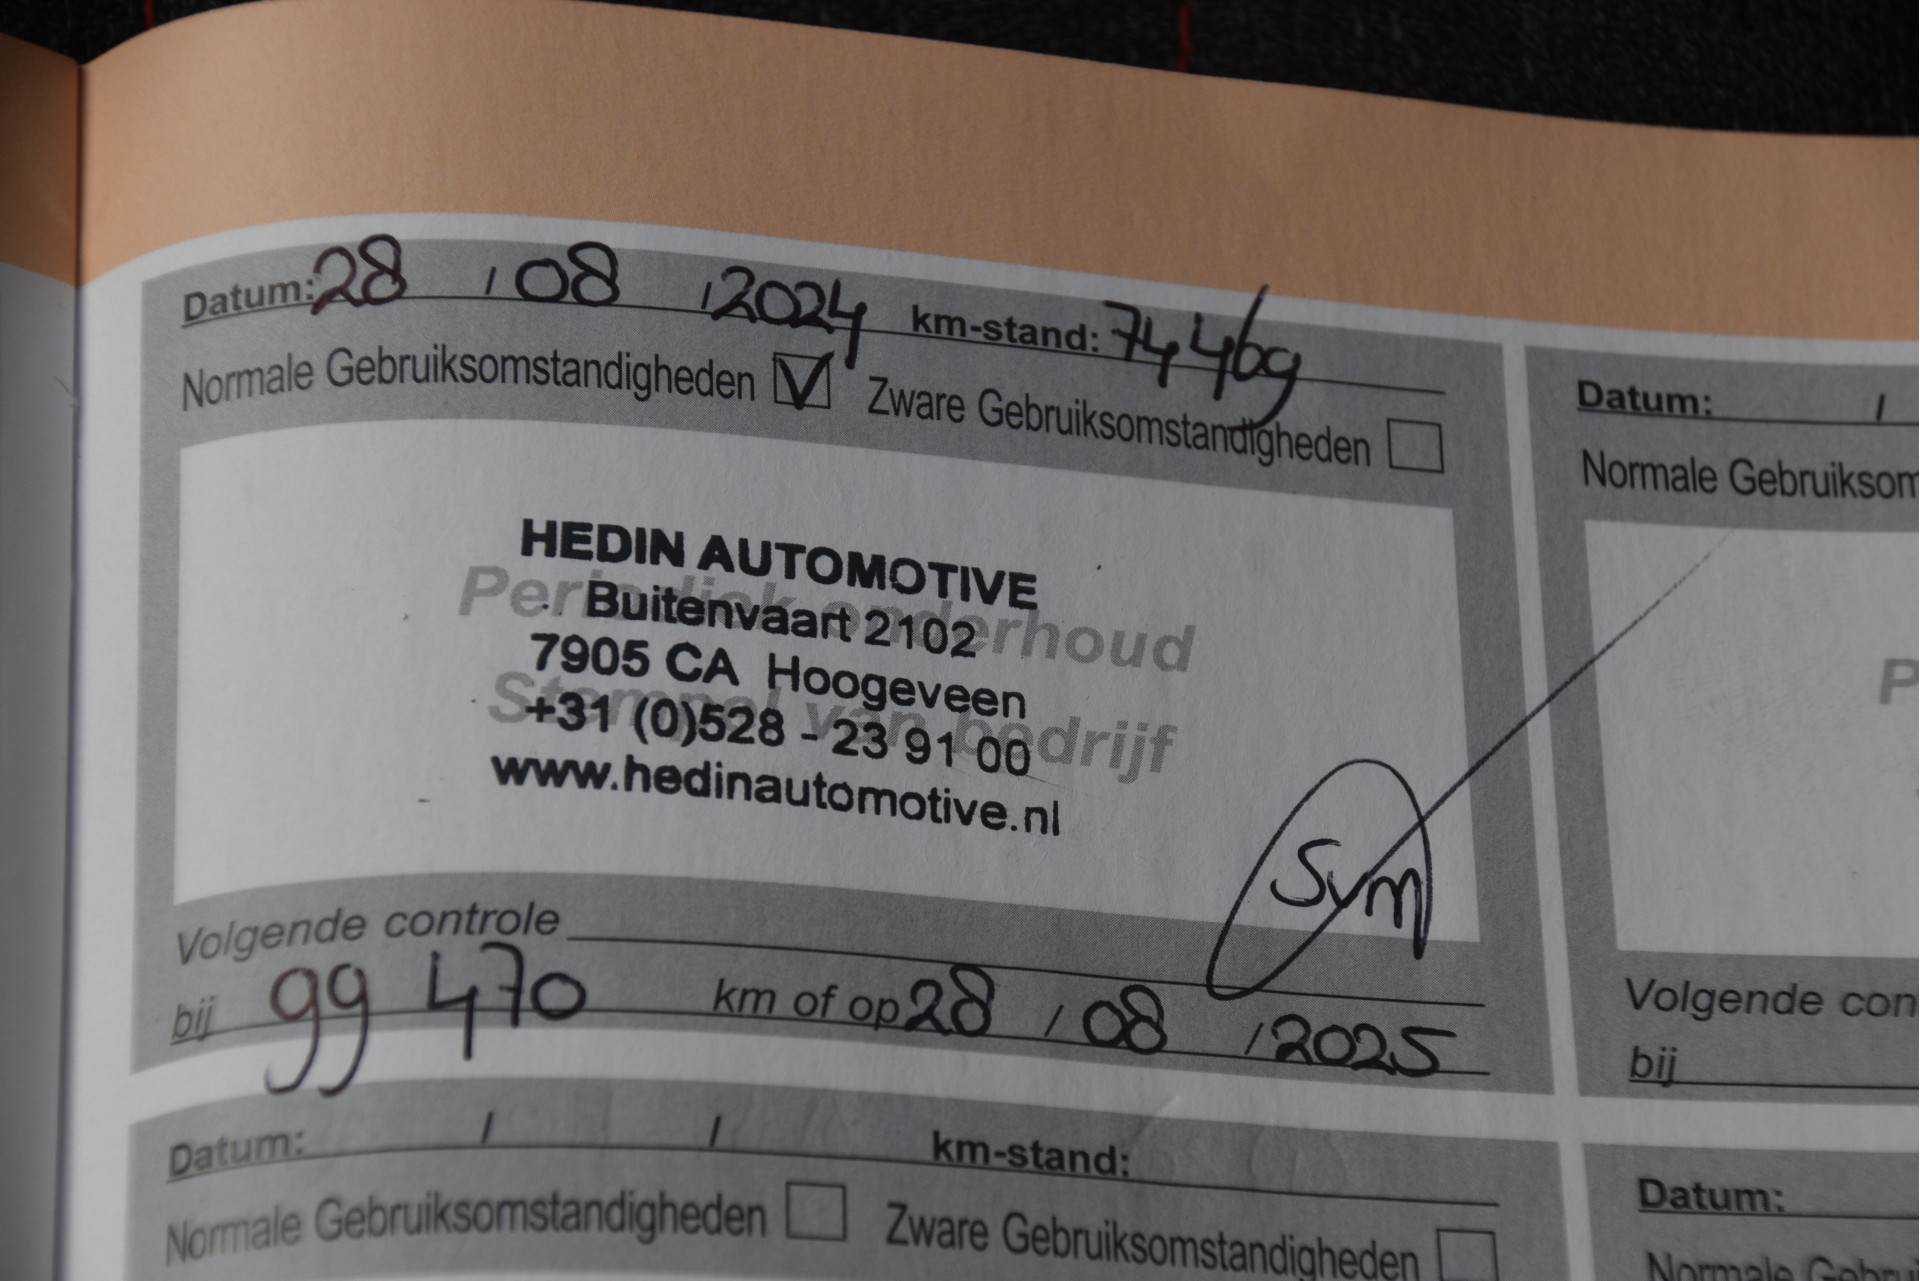 Datum: 28 / 08 / 2024 km-stand: 74469
Normale Gebruiksomstandigheden Zware Gebruiksomstandigheden
HEDIN AUTOMOTIVE
Periodiek onderhoud
Buitenvaart 2102
7905 CA Hoogeveen
Stempel van bedrijf
+31 (0)528 - 23 91 00
www.hedinautomotive.nl
SVM
Volgende controle
bij 99 470 km of op 28 / 08 / 2025
Datum: / / km-stand:
Normale Gebruiksomstandigheden Zware Gebruiksomstandigheden
Datum: /
Normale Gebruiksom
P
Volgende con
bij
Datum:
Normale Gebrui